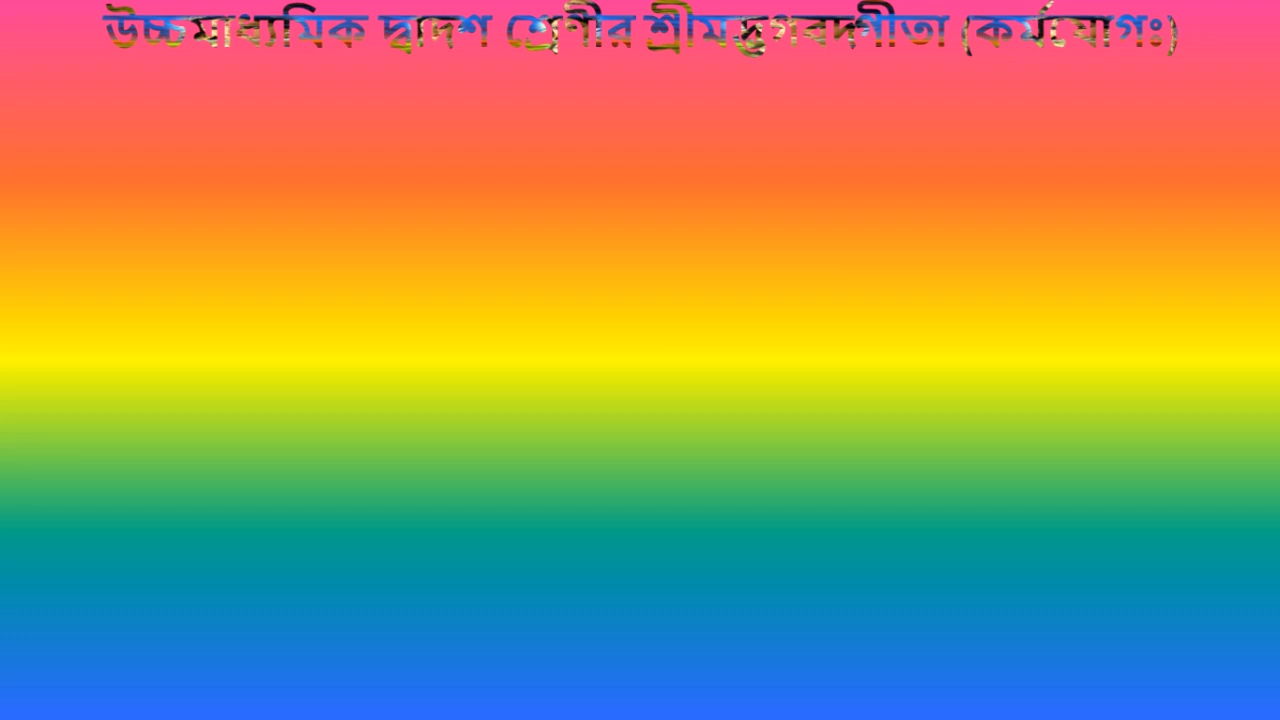 উচ্চমাধ্যমিক দ্বাদশ শ্রেণীর শ্রীমদ্ভগবদ্গীতা (কর্মযোগঃ)